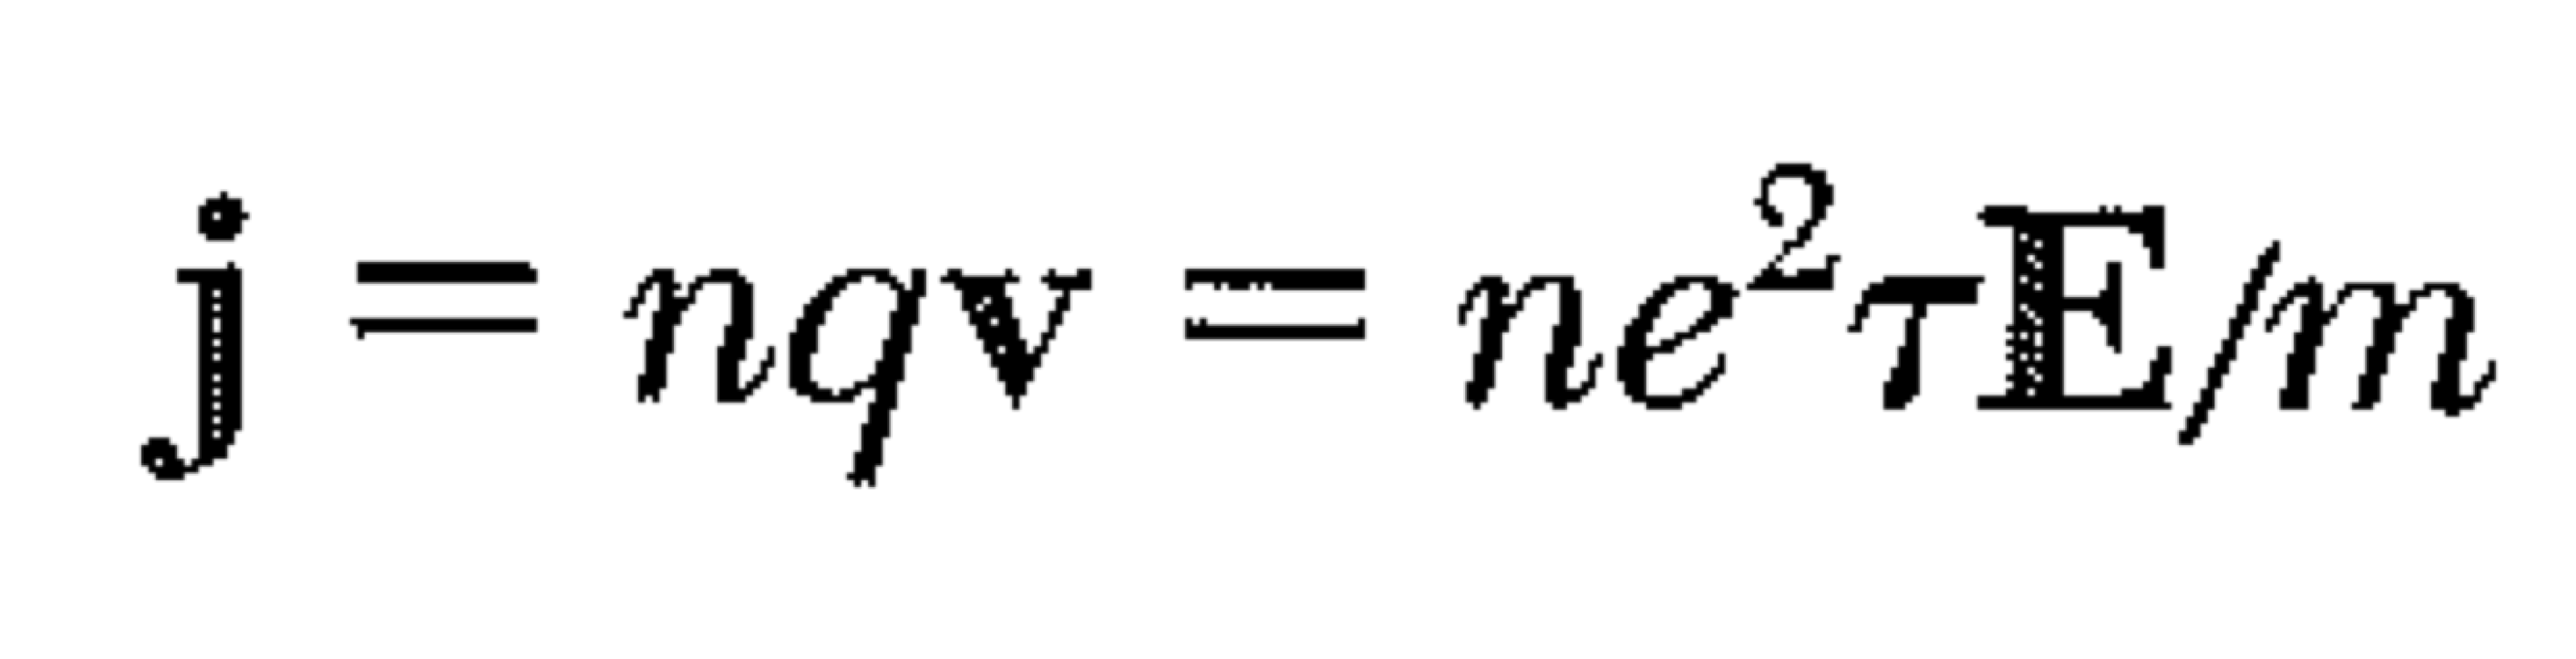 j = nqv = ne²τE/m